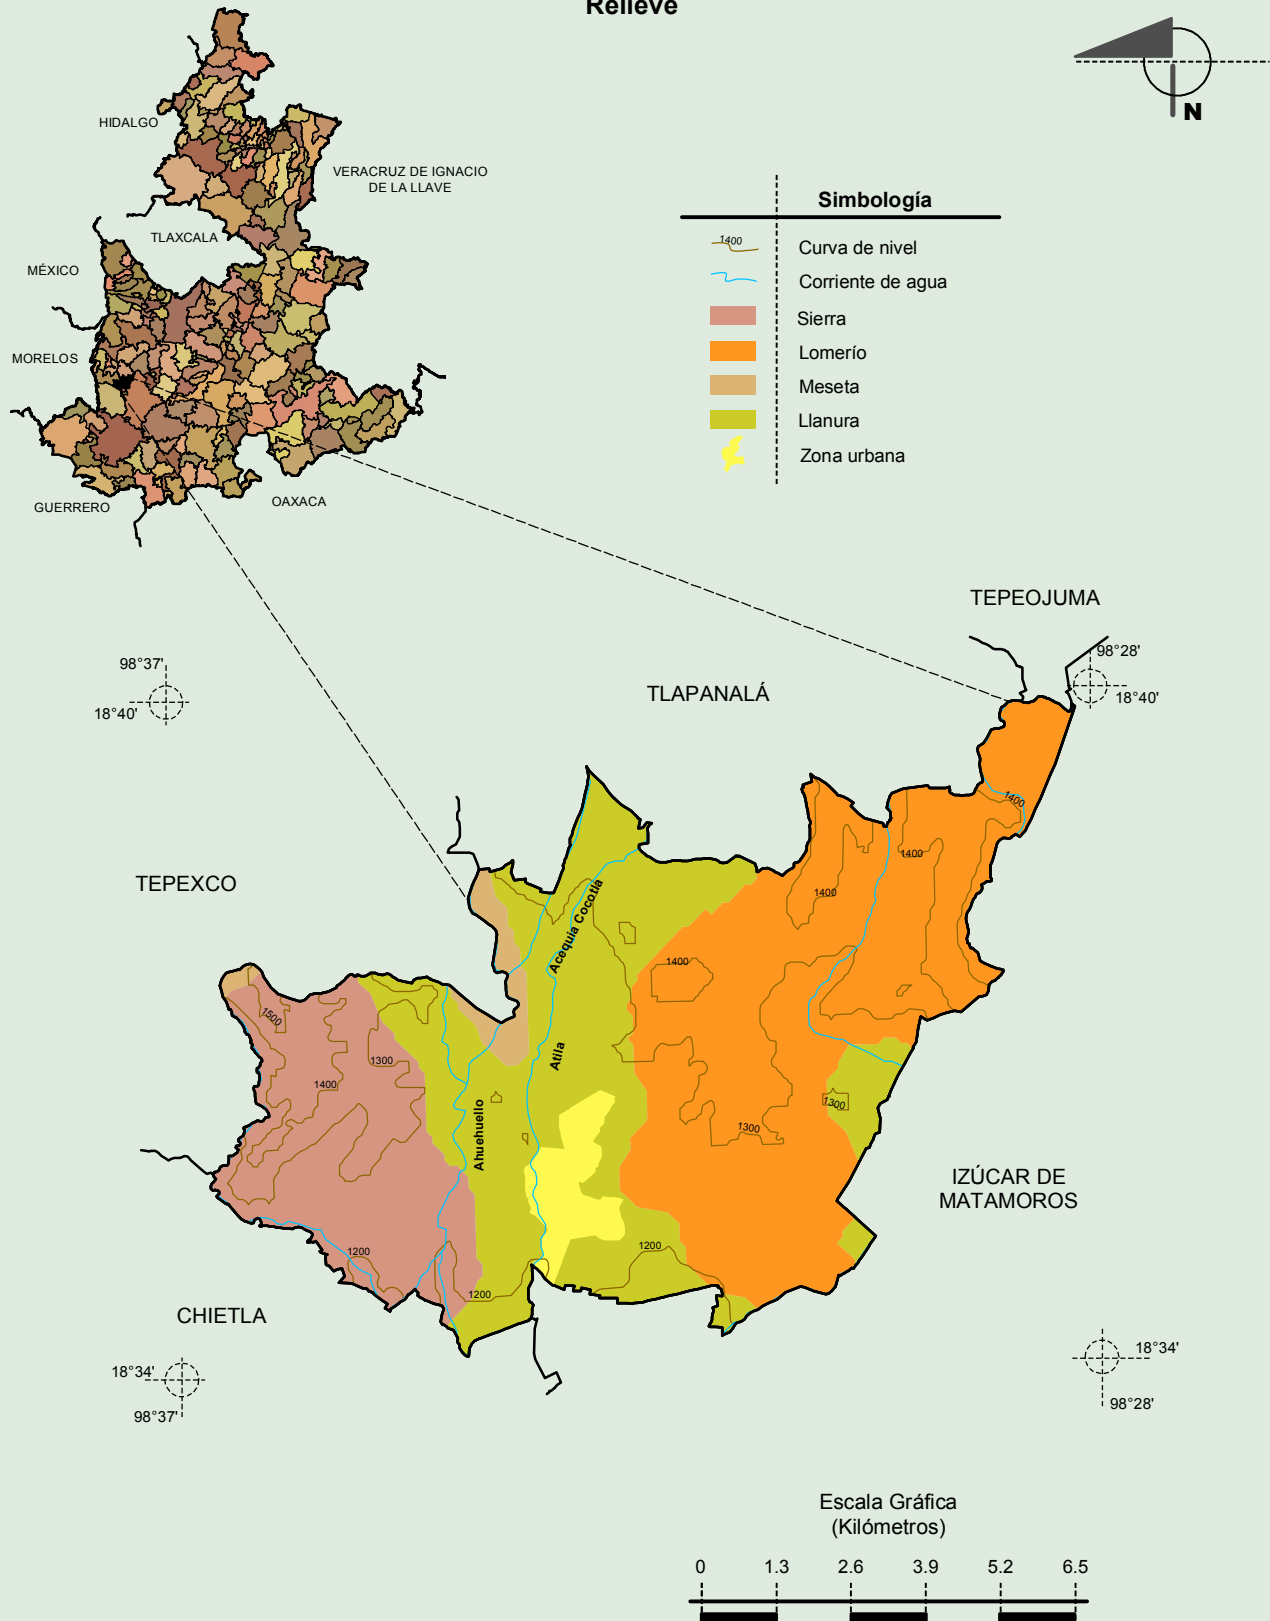 Relieve
N
HIDALGO
VERACRUZ DE IGNACIO
DE LA LLAVE
TLAXCALA
MÉXICO
MORELOS
GUERRERO
OAXACA
Simbología
1400
Curva de nivel
Corriente de agua
Sierra
Lomerío
Meseta
Llanura
Zona urbana
TEPEOJUMA
98°37'
18°40'
98°28'
18°40'
TLAPANALÁ
TEPEXCO
1400
1400
1400
1400
Acequia Cocotla
1500
1300
1400
Atila
Ahuehuello
1300
1300
IZÚCAR DE
MATAMOROS
1200
1200
1200
CHIETLA
18°34'
98°37'
18°34'
98°28'
Escala Gráfica
(Kilómetros)
0 1.3 2.6 3.9 5.2 6.5